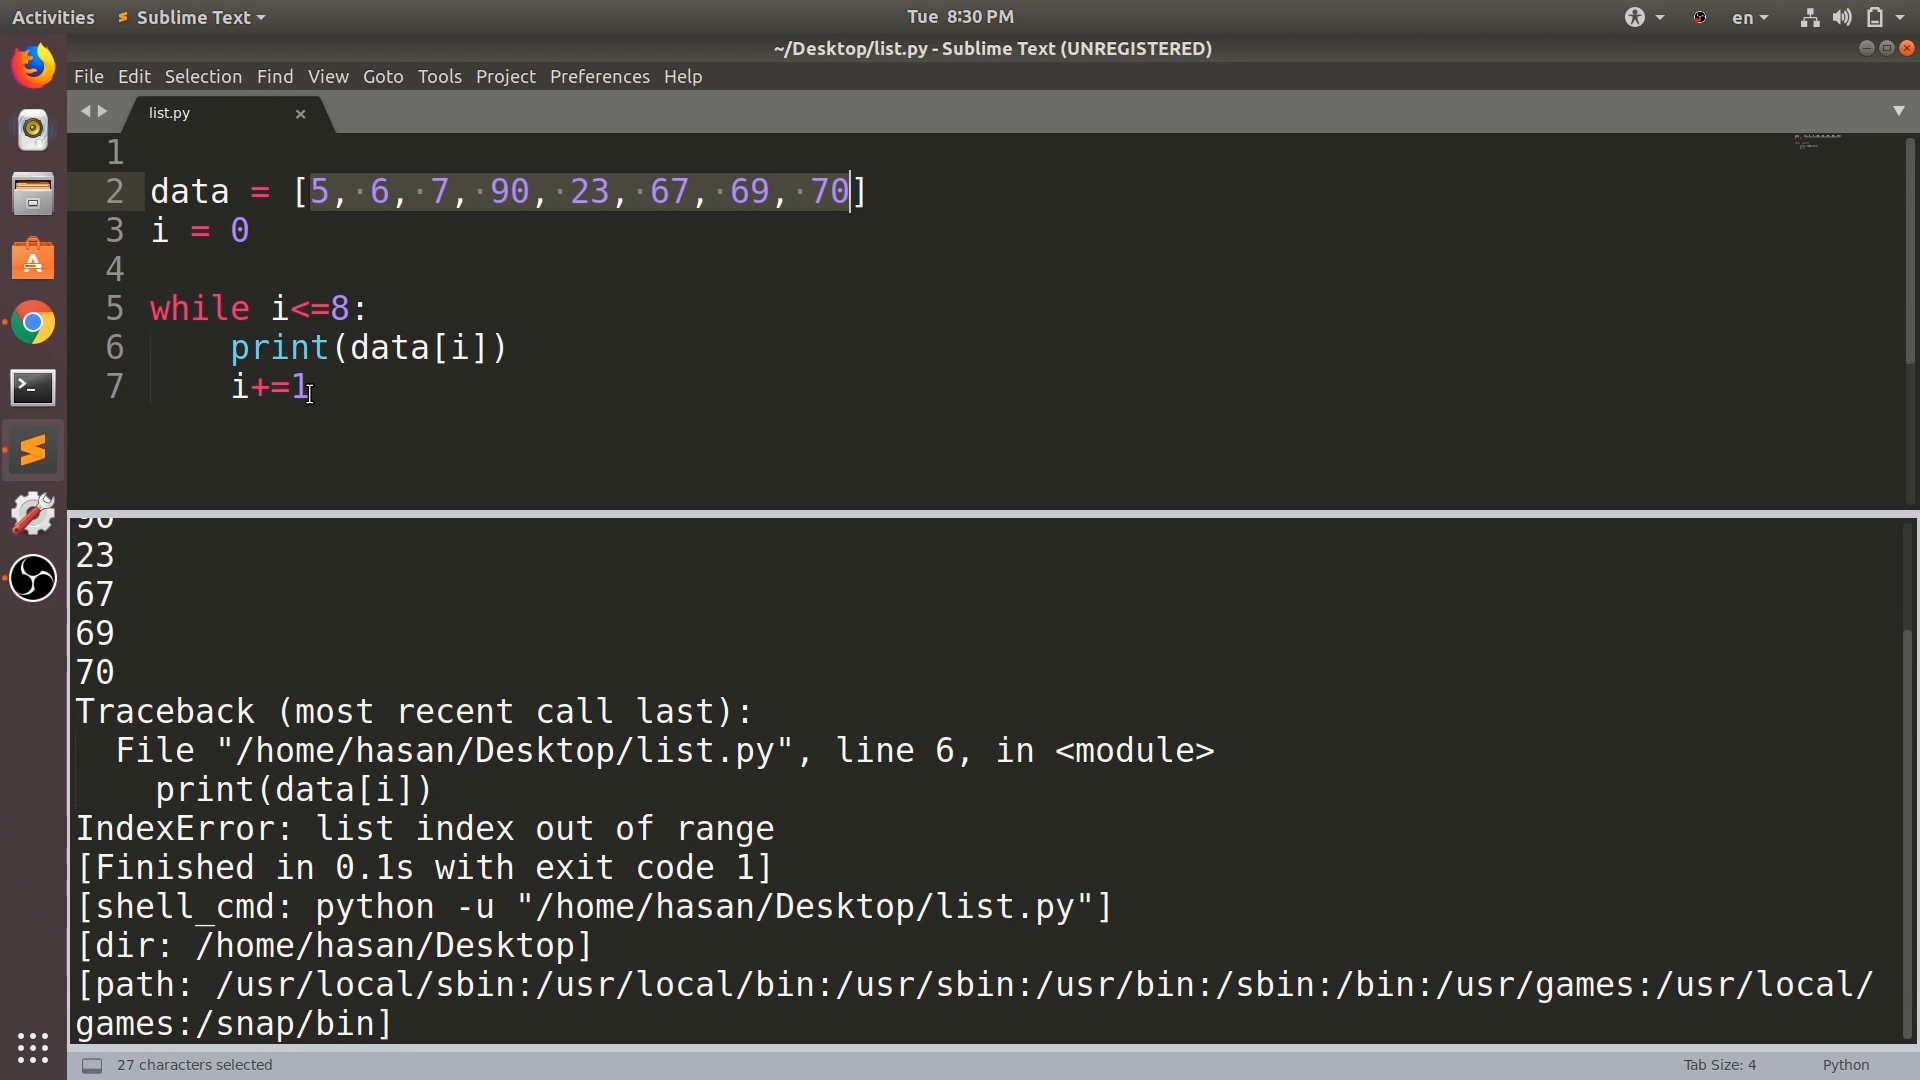 Activities Sublime Text Tue 8:30 PM en
~/Desktop/list.py - Sublime Text (UNREGISTERED)
File Edit Selection Find View Goto Tools Project Preferences Help
list.py
1
2 data = [5, 6, 7, 90, 23, 67, 69, 70]
3 i = 0
4
5 while i<=8:
6 print(data[i])
7 i+=1
90
23
67
69
70
Traceback (most recent call last):
File "/home/hasan/Desktop/list.py", line 6, in <module>
print(data[i])
IndexError: list index out of range
[Finished in 0.1s with exit code 1]
[shell_cmd: python -u "/home/hasan/Desktop/list.py"]
[dir: /home/hasan/Desktop]
[path: /usr/local/sbin:/usr/local/bin:/usr/sbin:/usr/bin:/sbin:/bin:/usr/games:/usr/local/
games:/snap/bin]
27 characters selected Tab Size: 4 Python